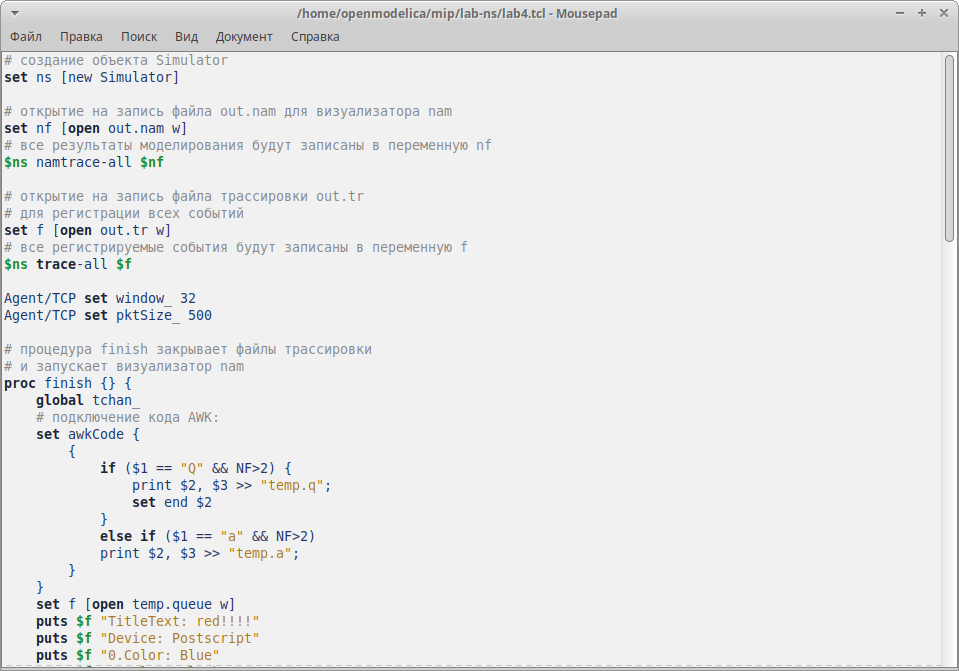 /home/openmodelica/mip/lab-ns/lab4.tcl - Mousepad
Файл Правка Поиск Вид Документ Справка
# создание объекта Simulator
set ns [new Simulator]

# открытие на запись файла out.nam для визуализатора nam
set nf [open out.nam w]
# все результаты моделирования будут записаны в переменную nf
$ns namtrace-all $nf

# открытие на запись файла трассировки out.tr
# для регистрации всех событий
set f [open out.tr w]
# все регистрируемые события будут записаны в переменную f
$ns trace-all $f

Agent/TCP set window_ 32
Agent/TCP set pktSize_ 500

# процедура finish закрывает файлы трассировки
# и запускает визуализатор nam
proc finish {} {
    global tchan_
    # подключение кода AWK:
    set awkCode {
        {
            if ($1 == "Q" && NF>2) {
                print $2, $3 >> "temp.q";
                set end $2
            }
            else if ($1 == "a" && NF>2)
            print $2, $3 >> "temp.a";
        }
    }
    set f [open temp.queue w]
    puts $f "TitleText: red!!!!"
    puts $f "Device: Postscript"
    puts $f "0.Color: Blue"